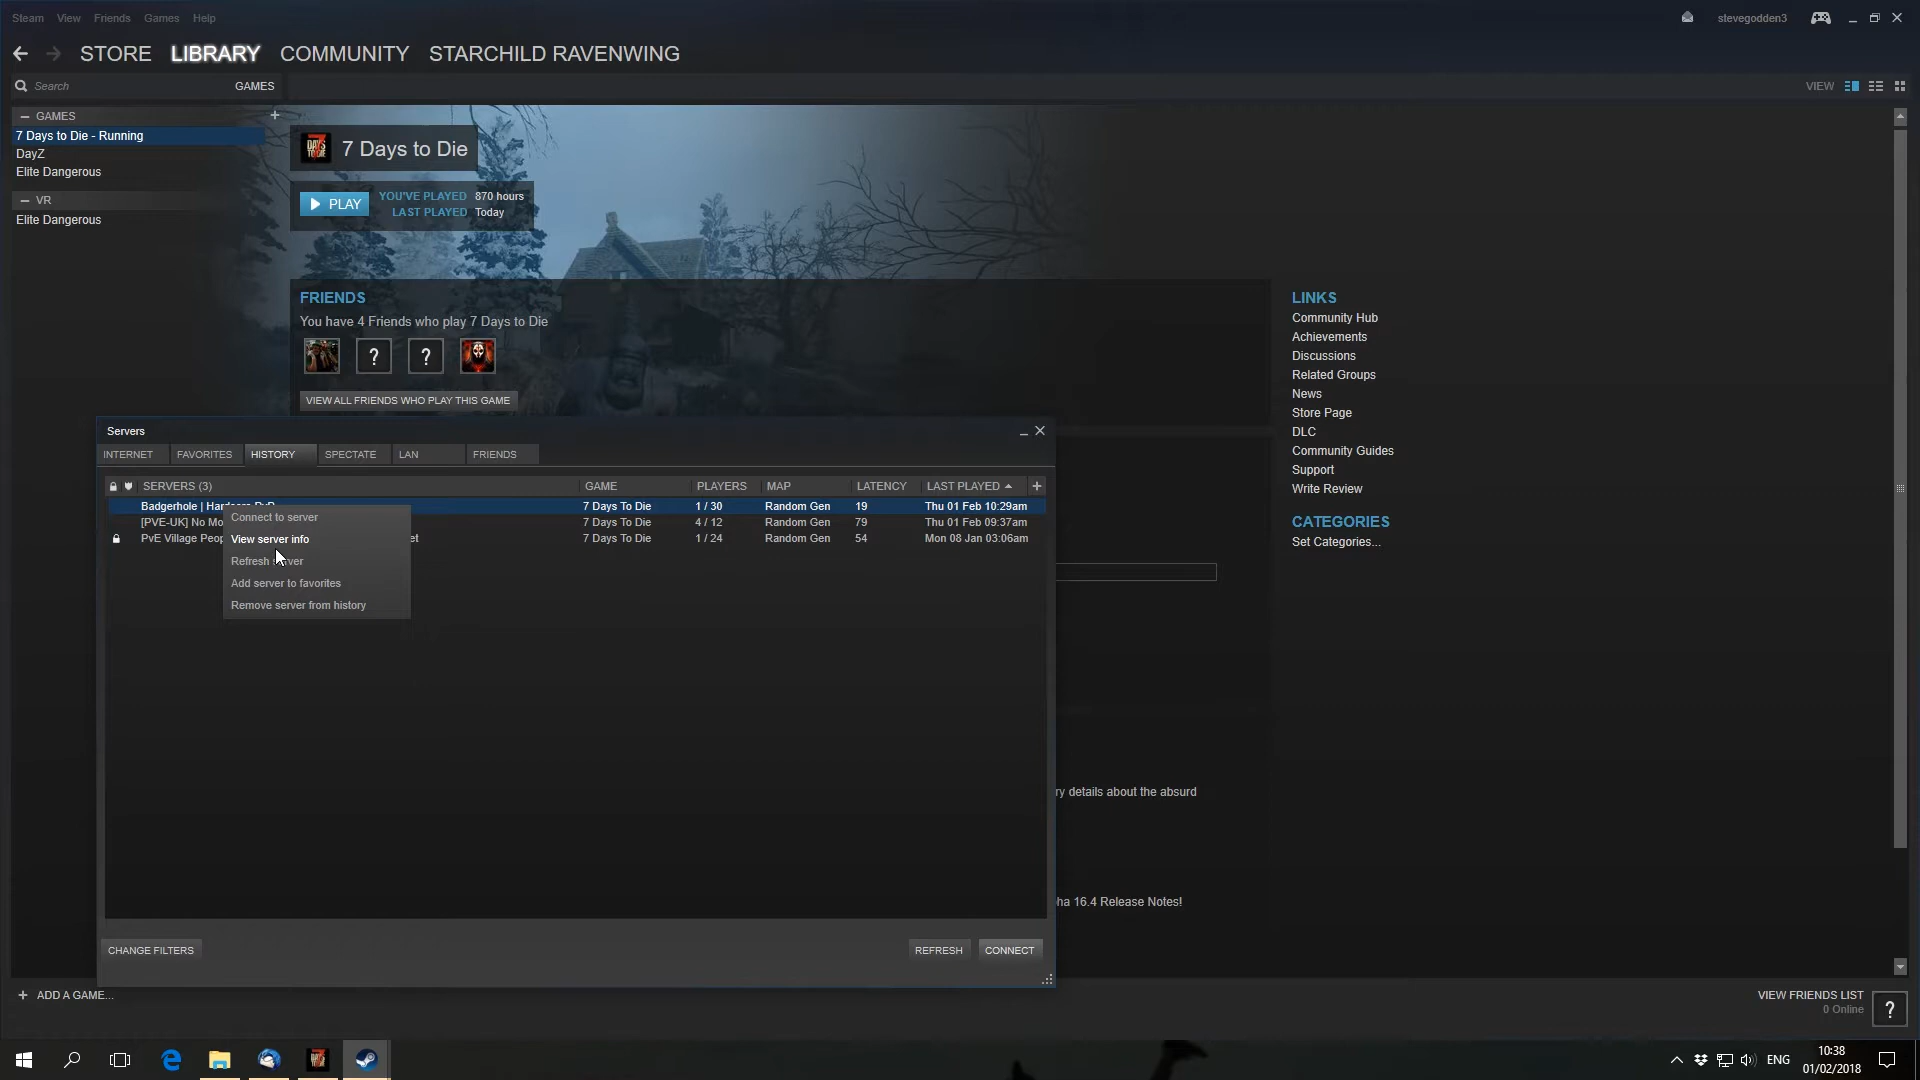 Steam View Friends Games Help
stevegodden3
STORE LIBRARY COMMUNITY STARCHILD RAVENWING
Search GAMES
VIEW
— GAMES +
7 Days to Die - Running
DayZ
Elite Dangerous
— VR
Elite Dangerous
7 Days to Die
PLAY
YOU'VE PLAYED 870 hours
LAST PLAYED Today
FRIENDS
You have 4 Friends who play 7 Days to Die
? ?
VIEW ALL FRIENDS WHO PLAY THIS GAME
LINKS
Community Hub
Achievements
Discussions
Related Groups
News
Store Page
DLC
Community Guides
Support
Write Review
CATEGORIES
Set Categories...
Servers
INTERNET FAVORITES HISTORY SPECTATE LAN FRIENDS
SERVERS (3) GAME PLAYERS MAP LATENCY LAST PLAYED +
Badgerhole | Hardcore PvP 7 Days To Die 1 / 30 Random Gen 19 Thu 01 Feb 10:29am
[PVE-UK] No Mo 7 Days To Die 4 / 12 Random Gen 79 Thu 01 Feb 09:37am
PvE Village Peop et 7 Days To Die 1 / 24 Random Gen 54 Mon 08 Jan 03:06am
Connect to server
View server info
Refresh server
Add server to favorites
Remove server from history
ry details about the absurd
ha 16.4 Release Notes!
CHANGE FILTERS REFRESH CONNECT
+ ADD A GAME...
VIEW FRIENDS LIST
0 Online
?
ENG
10:38
01/02/2018